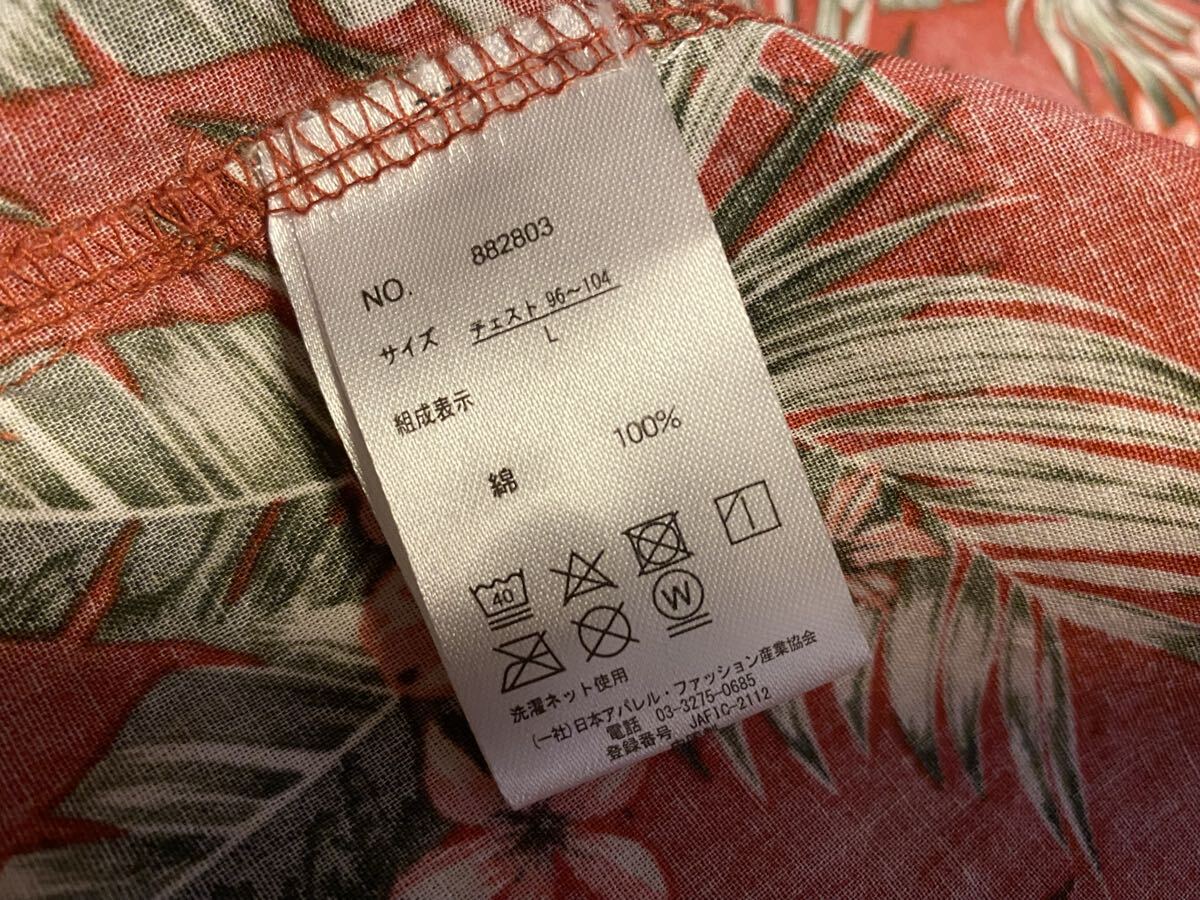 NO. 882803
サイズ チェスト 96～104
L
組成表示
綿 100%
40
W
洗濯ネット使用
(一社)日本アパレル・ファッション産業協会
電話 03-3275-0685
登録番号 JAFIC-2112